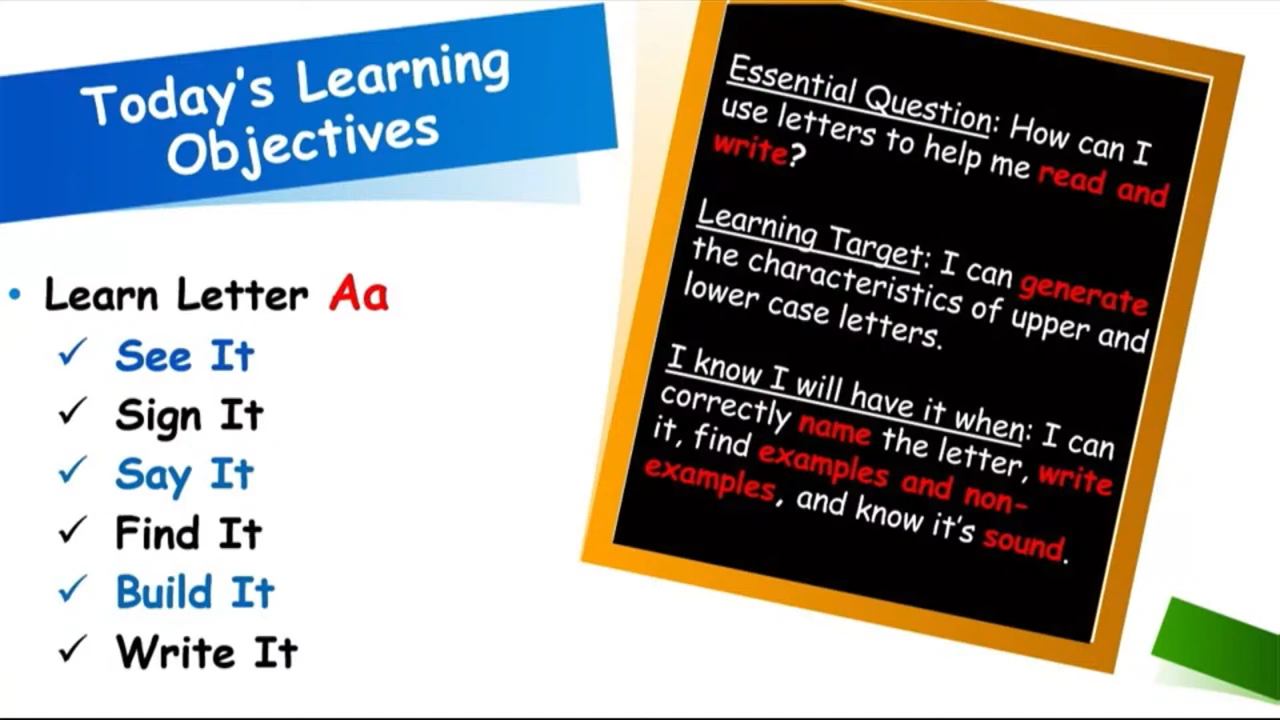 Today's Learning
Objectives
Learn Letter Aa
See It
Sign It
Say It
Find It
Build It
Write It
Essential Question: How can I
use letters to help me read and
write?
Learning Target: I can generate
the characteristics of upper and
lower case letters.
I know I will have it when: I can
correctly name the letter, write
it, find examples and non-
examples, and know it's sound.